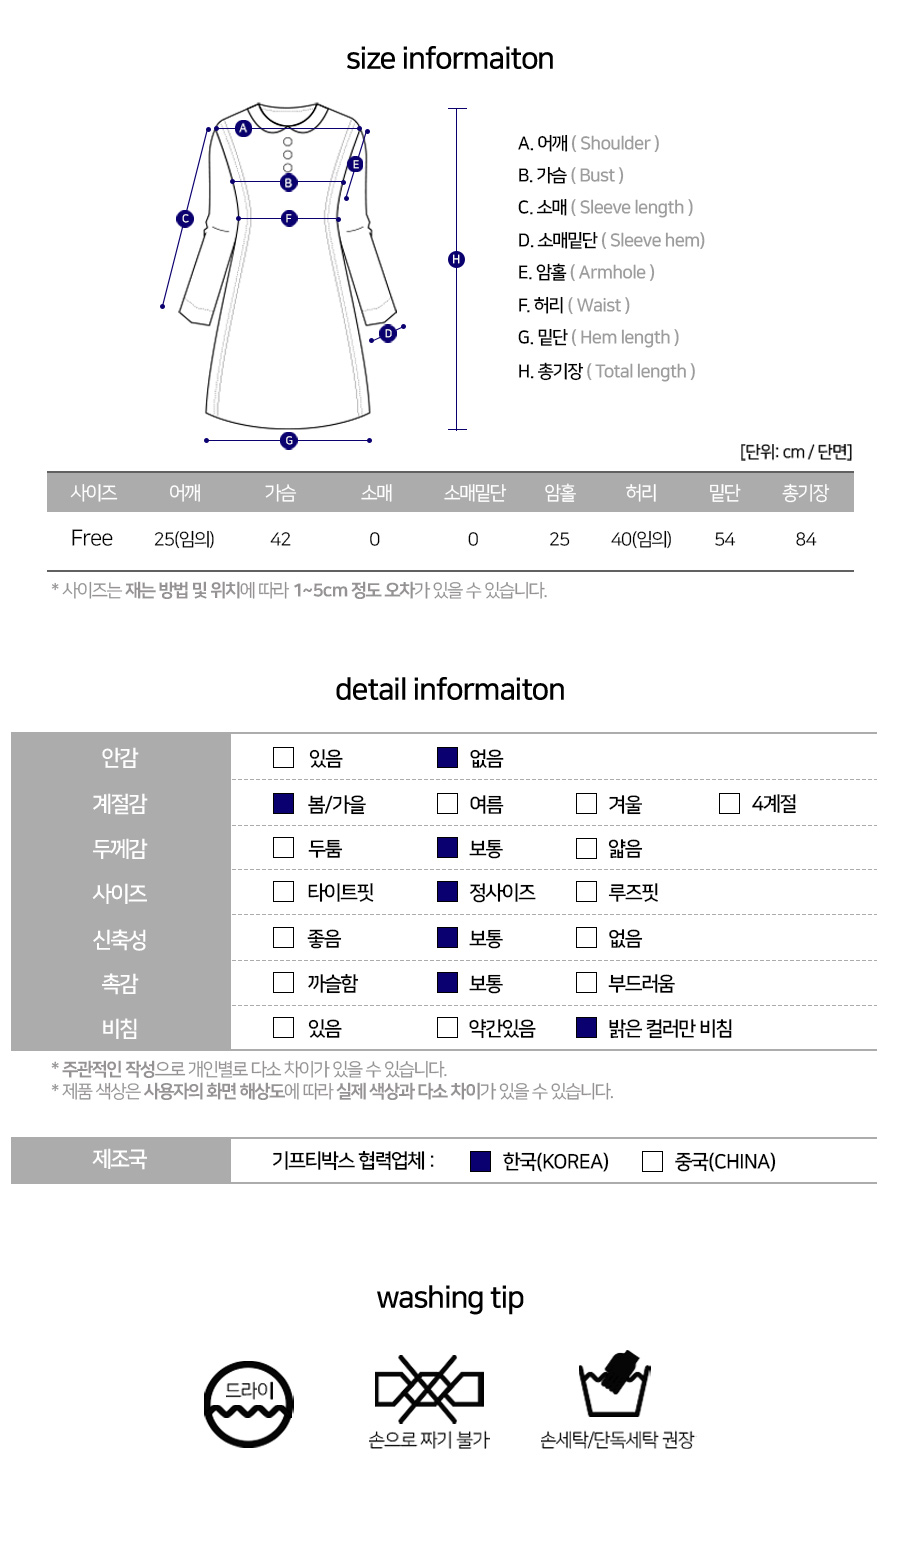 size informaiton
A
E
B
C
F
H
D
G
A. 어깨 ( Shoulder )
B. 가슴 ( Bust )
C. 소매 ( Sleeve length )
D. 소매밑단 ( Sleeve hem)
E. 암홀 ( Armhole )
F. 허리 ( Waist )
G. 밑단 ( Hem length )
H. 총기장 ( Total length )
[단위: cm / 단면]
사이즈 어깨 가슴 소매 소매밑단 암홀 허리 밑단 총기장
Free 25(임의) 42 0 0 25 40(임의) 54 84
* 사이즈는 재는 방법 및 위치에 따라 1~5cm 정도 오차가 있을 수 있습니다.
detail informaiton
안감 있음 없음
계절감 봄/가을 여름 겨울 4계절
두께감 두툼 보통 얇음
사이즈 타이트핏 정사이즈 루즈핏
신축성 좋음 보통 없음
촉감 까슬함 보통 부드러움
비침 있음 약간있음 밝은 컬러만 비침
* 주관적인 작성으로 개인별로 다소 차이가 있을 수 있습니다.
* 제품 색상은 사용자의 화면 해상도에 따라 실제 색상과 다소 차이가 있을 수 있습니다.
제조국 기프티박스 협력업체 : 한국(KOREA) 중국(CHINA)
washing tip
드라이
손으로 짜기 불가
손세탁/단독세탁 권장